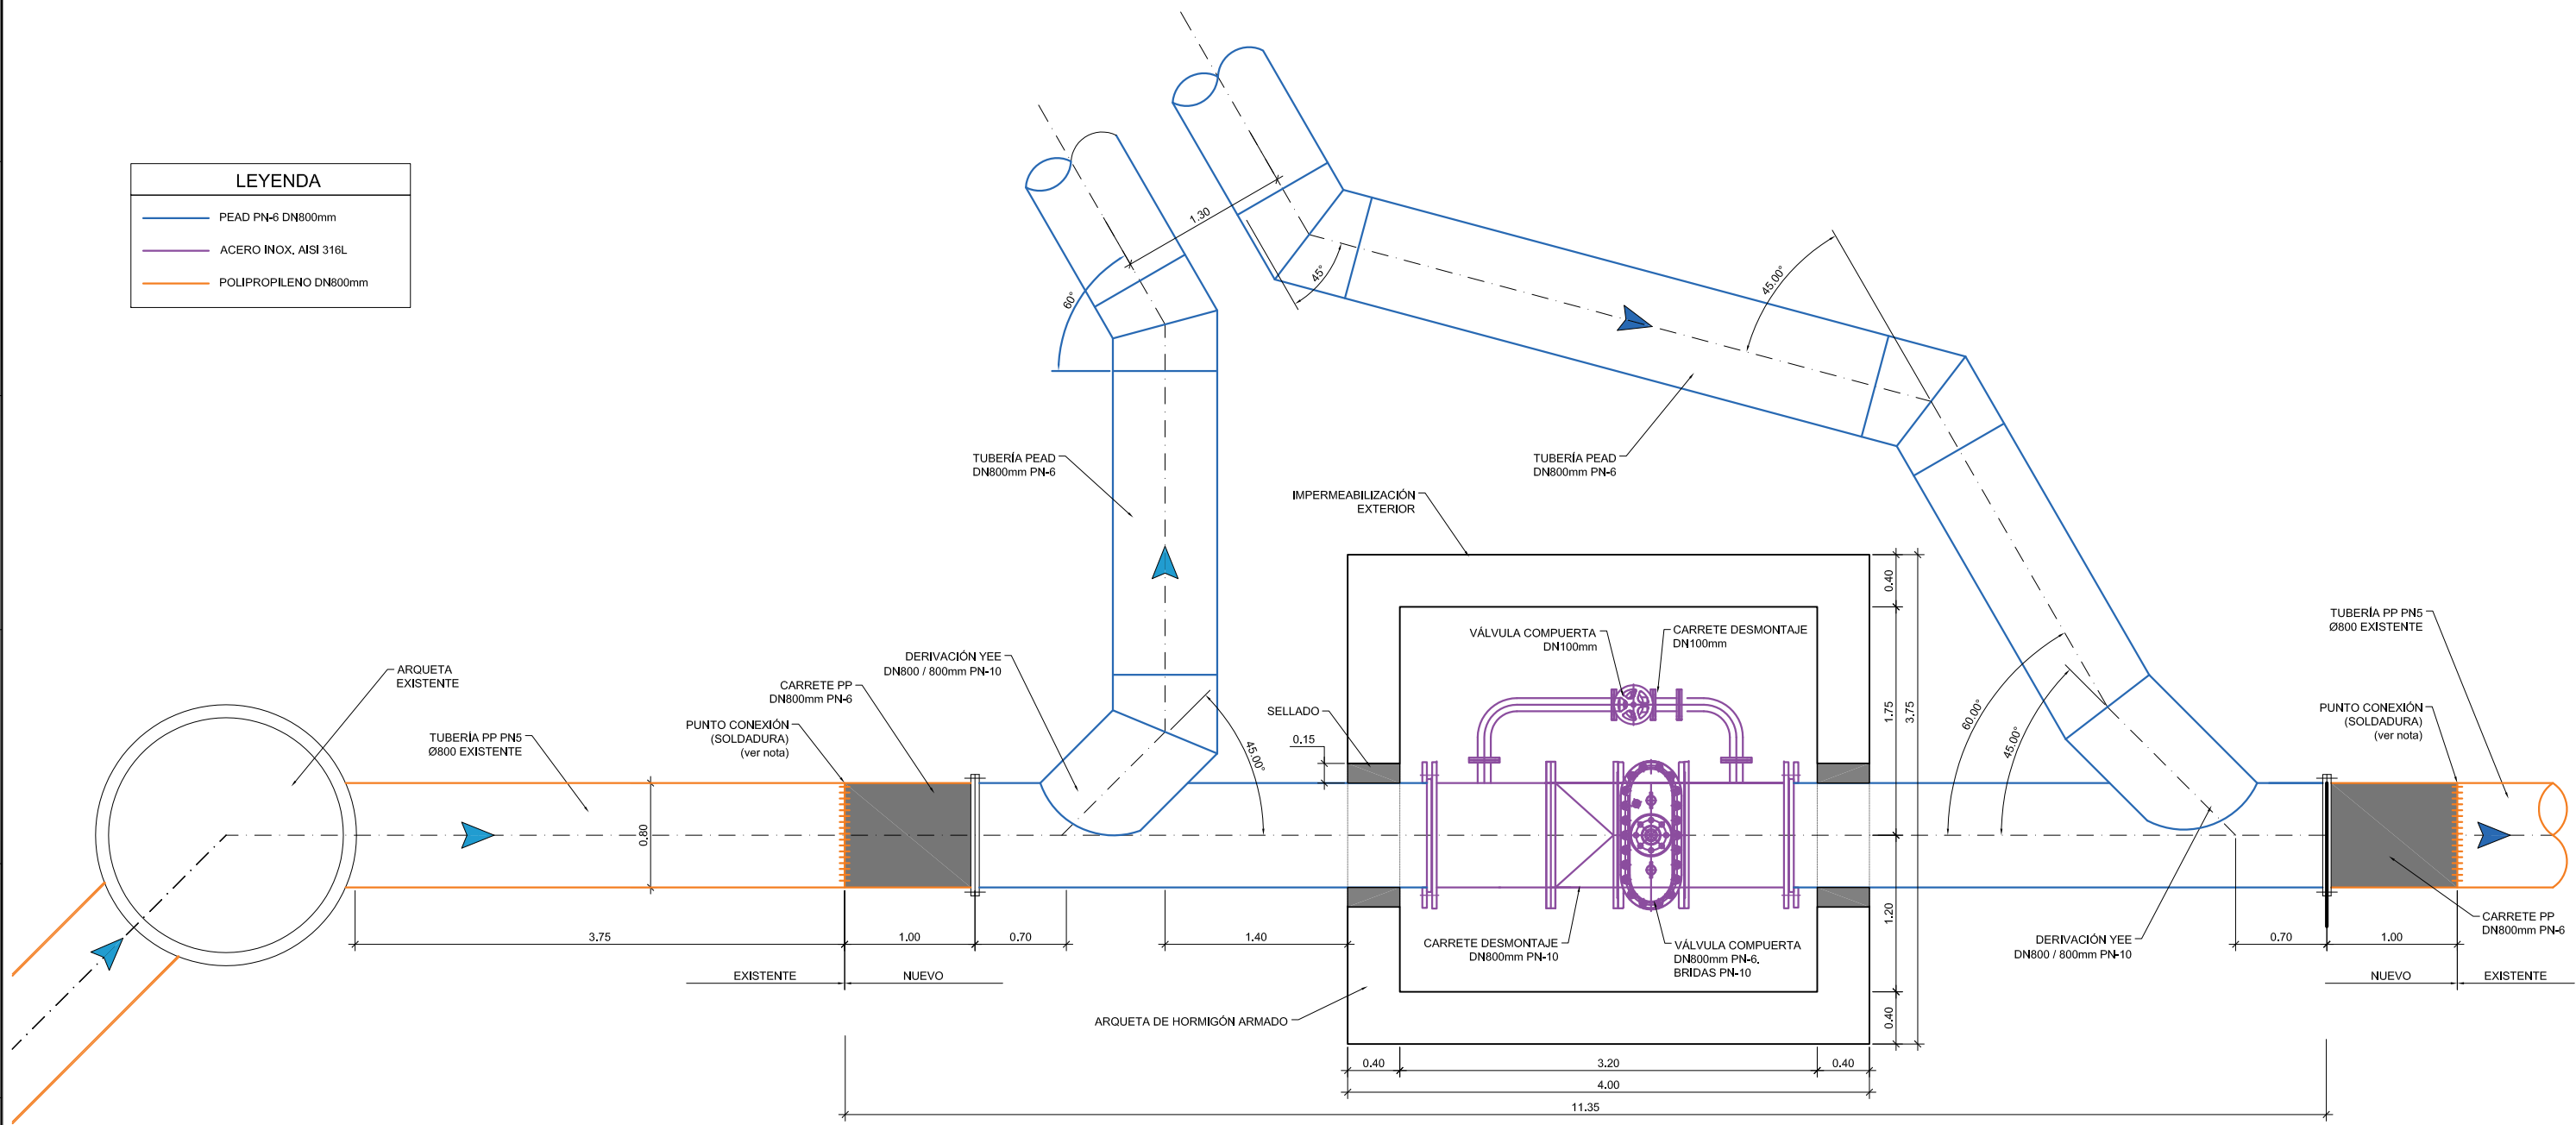 LEYENDA
PEAD PN-6 DN800mm
ACERO INOX. AISI 316L
POLIPROPILENO DN800mm
1.30
60°
45°
45.00°
TUBERÍA PEAD
DN800mm PN-6
TUBERÍA PEAD
DN800mm PN-6
IMPERMEABILIZACIÓN
EXTERIOR
ARQUETA
EXISTENTE
TUBERÍA PP PN5
Ø800 EXISTENTE
PUNTO CONEXIÓN
(SOLDADURA)
(ver nota)
CARRETE PP
DN800mm PN-6
DERIVACIÓN YEE
DN800 / 800mm PN-10
45.00°
SELLADO
0.15
VÁLVULA COMPUERTA
DN100mm
CARRETE DESMONTAJE
DN100mm
0.40
1.75
3.75
1.20
0.40
60.00°
45.00°
TUBERÍA PP PN5
Ø800 EXISTENTE
PUNTO CONEXIÓN
(SOLDADURA)
(ver nota)
0.80
3.75
1.00
0.70
1.40
EXISTENTE
NUEVO
CARRETE DESMONTAJE
DN800mm PN-10
VÁLVULA COMPUERTA
DN800mm PN-6.
BRIDAS PN-10
DERIVACIÓN YEE
DN800 / 800mm PN-10
0.70
1.00
CARRETE PP
DN800mm PN-6
NUEVO
EXISTENTE
ARQUETA DE HORMIGÓN ARMADO
0.40
3.20
0.40
4.00
11.35